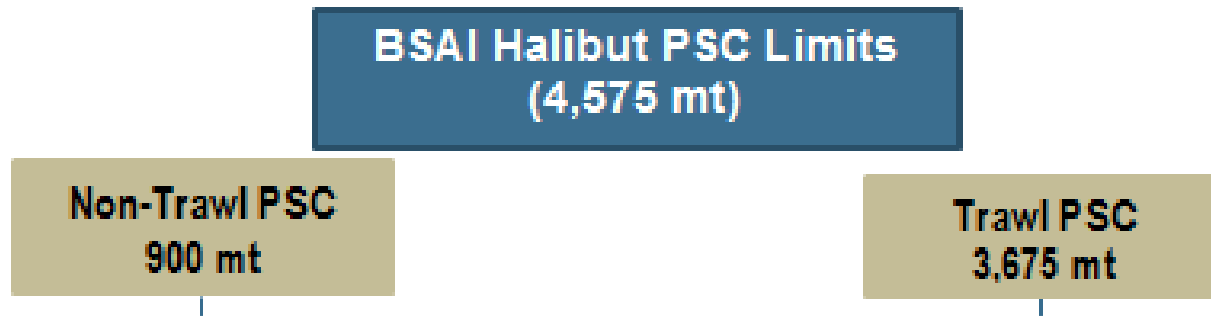 BSAI Halibut PSC Limits
(4,575 mt)
Non-Trawl PSC
900 mt
Trawl PSC
3,675 mt